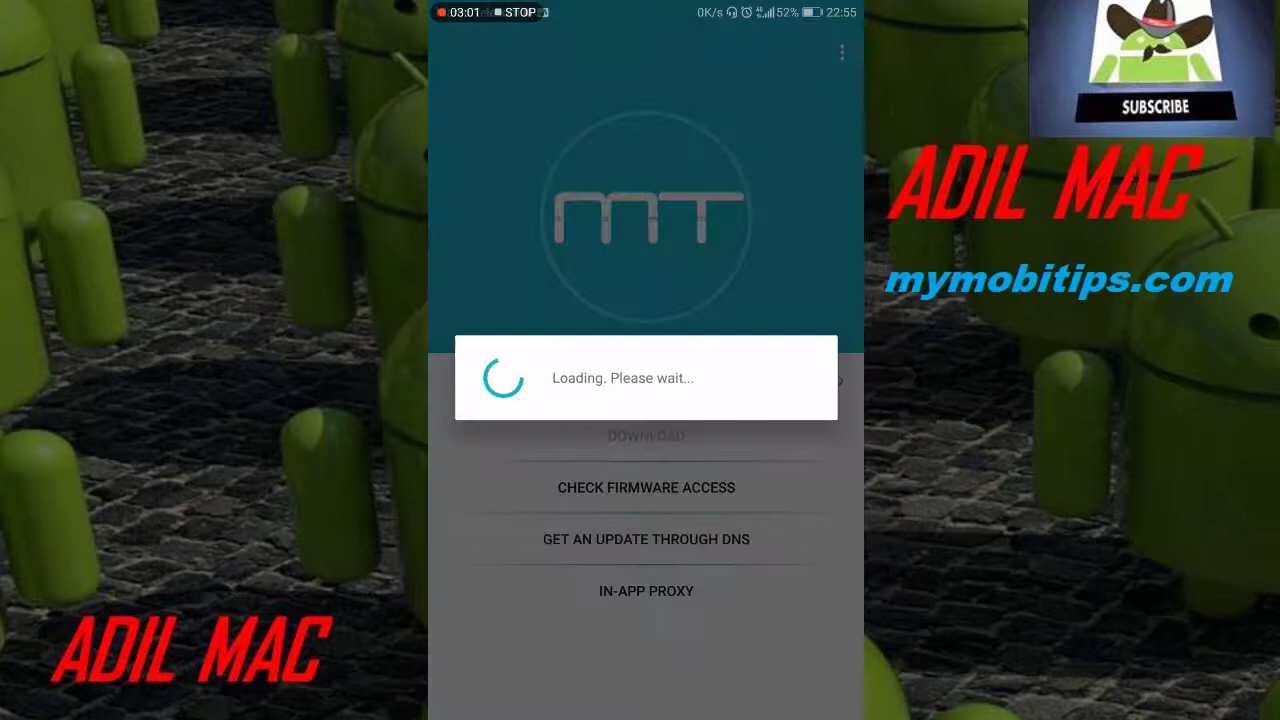 03:01 STOP
0K/s 52% 22:55
SUBSCRIBE
ADIL MAC
mymobitips.com
mT
Loading. Please wait...
DOWNLOAD
CHECK FIRMWARE ACCESS
GET AN UPDATE THROUGH DNS
IN-APP PROXY
ADIL MAC